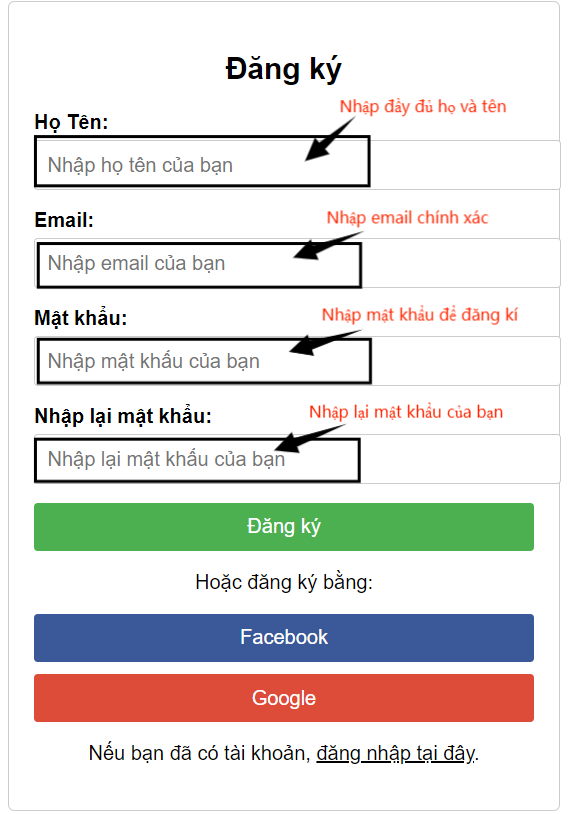 Đăng ký
Nhập đầy đủ họ và tên
Họ Tên:
Nhập họ tên của bạn
Email:
Nhập email chính xác
Nhập email của bạn
Mật khẩu:
Nhập mật khẩu để đăng kí
Nhập mật khẩu của bạn
Nhập lại mật khẩu:
Nhập lại mật khẩu của bạn
Nhập lại mật khẩu của bạn
Đăng ký
Hoặc đăng ký bằng:
Facebook
Google
Nếu bạn đã có tài khoản, đăng nhập tại đây.